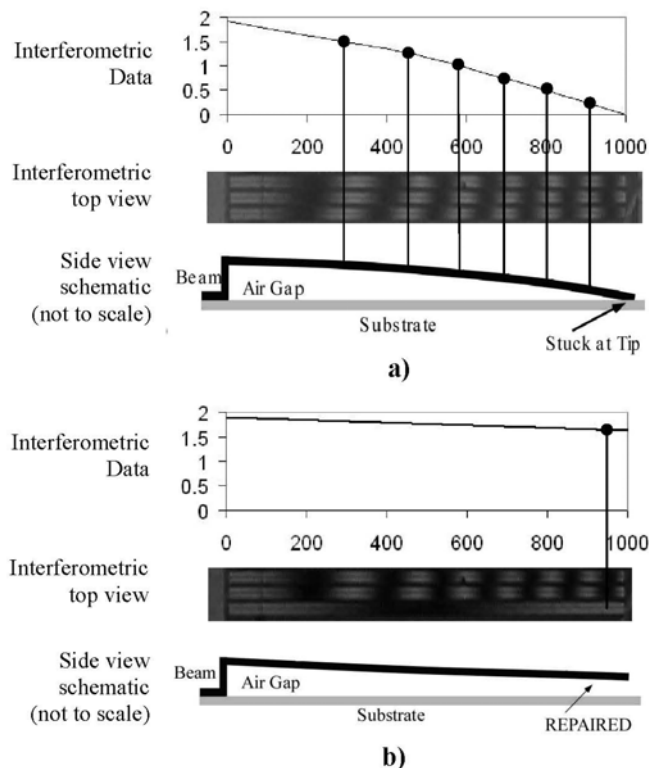 Interferometric
Data
2
1.5
1
0.5
0
0 200 400 600 800 1000
Interferometric
top view
Side view
schematic
(not to scale)
Beam
Air Gap
Substrate
Stuck at Tip
a)
Interferometric
Data
2
1.5
1
0.5
0
0 200 400 600 800 1000
Interferometric
top view
Side view
schematic
(not to scale)
Beam
Air Gap
Substrate
REPAIRED
b)